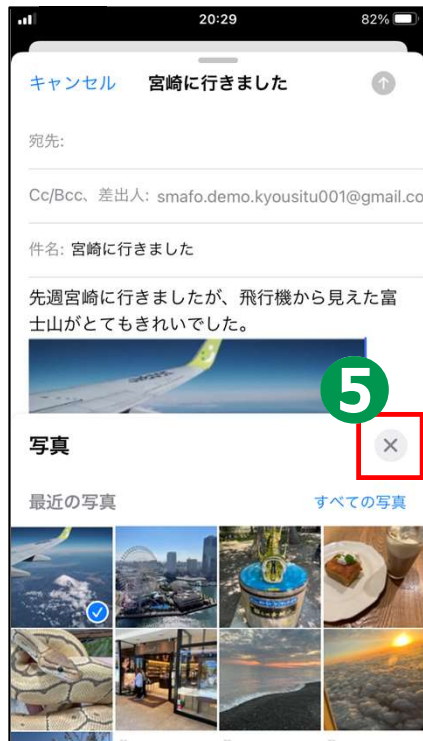 20:29
82%
キャンセル 宮崎に行きました
宛先:
Cc/Bcc、差出人: smafo.demo.kyousitu001@gmail.co
件名: 宮崎に行きました
先週宮崎に行きましたが、飛行機から見えた富
士山がとてもきれいでした。
5
写真
最近の写真 すべての写真